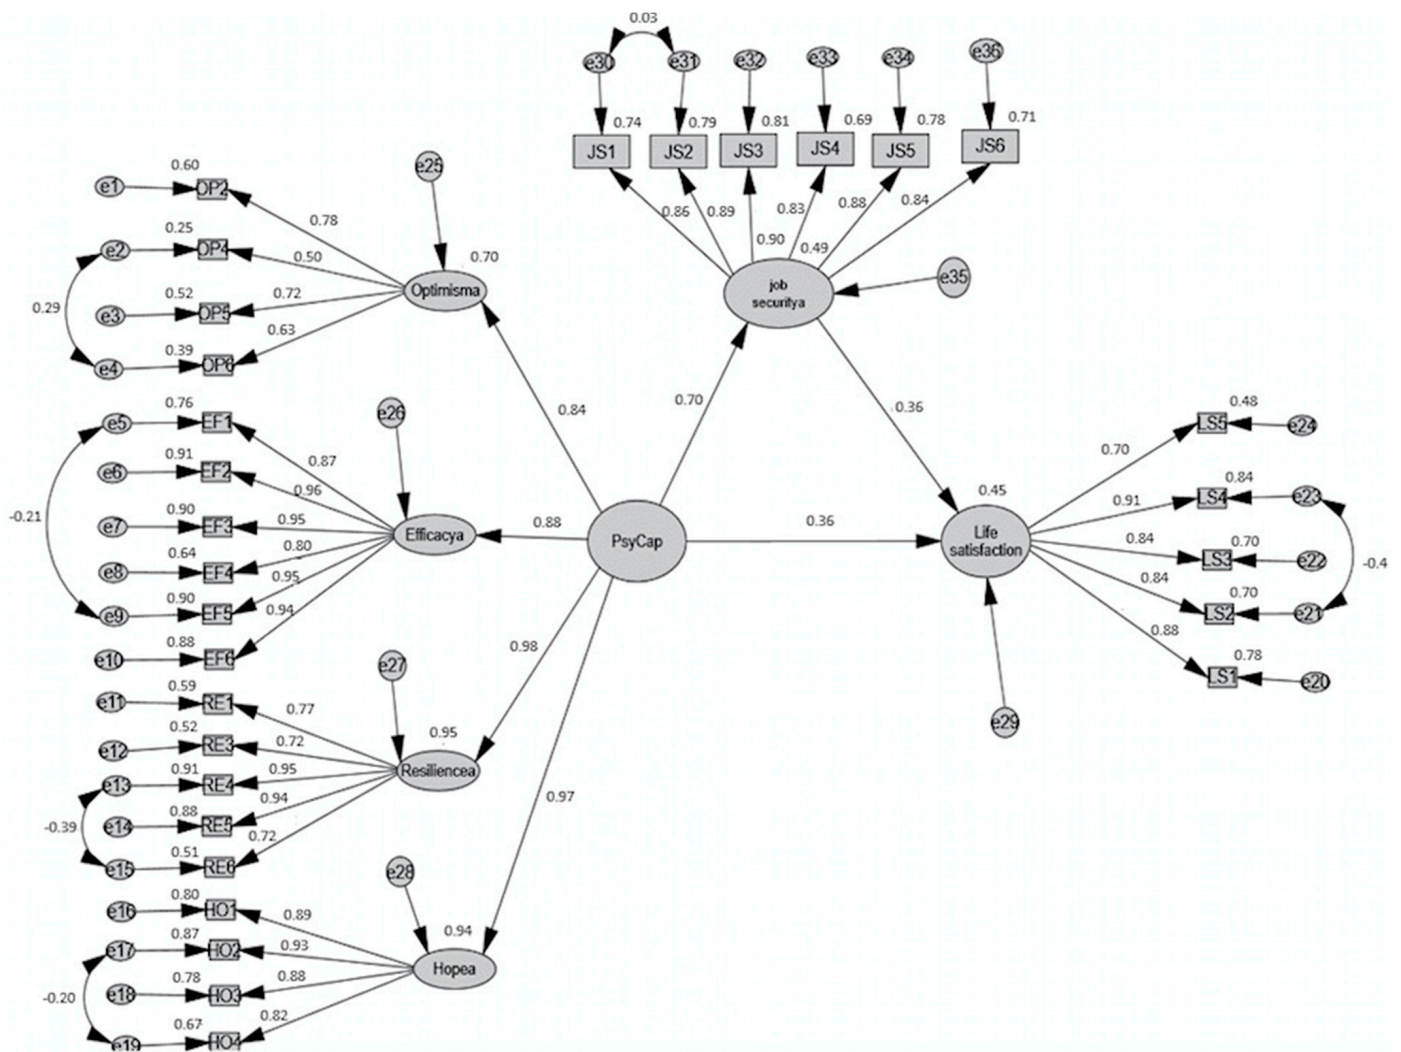 0.03
e30 e31 e32 e33 e34 e36
0.74 0.79 0.81 0.69 0.78 0.71
JS1 JS2 JS3 JS4 JS5 JS6
0.86 0.89 0.90 0.83 0.88 0.84
0.49
job
securitya
e35
e25
0.70
Optimisma
0.60
e1 OP2 0.78
0.25
e2 OP4 0.50
0.29
0.52
e3 OP5 0.72
0.39
e4 OP6 0.63
0.84
0.70
0.36
e26
Efficacya
0.88
PsyCap
0.36
0.76
e5 EF1 0.87
0.91
e6 EF2 0.96
-0.21
0.90
e7 EF3 0.95
0.64
e8 EF4 0.80
0.90
e9 EF5 0.95
0.88
e10 EF6 0.94
0.45
Life
satisfaction
e29
0.48
0.70 LS5 e24
0.84
0.91 LS4 e23
0.70
0.84 LS3 e22
-0.4
0.70
0.84 LS2 e21
0.78
0.88 LS1 e20
0.98
e27
0.95
Resiliencea
0.59
e11 RE1 0.77
0.52
e12 RE3 0.72
0.91
e13 RE4 0.95
-0.39
0.88
e14 RE5 0.94
0.51
e15 RE6 0.72
0.97
e28
0.94
Hopea
0.80
e16 HO1 0.89
0.87
e17 HO2 0.93
-0.20
0.78
e18 HO3 0.88
0.67
e19 HO4 0.82